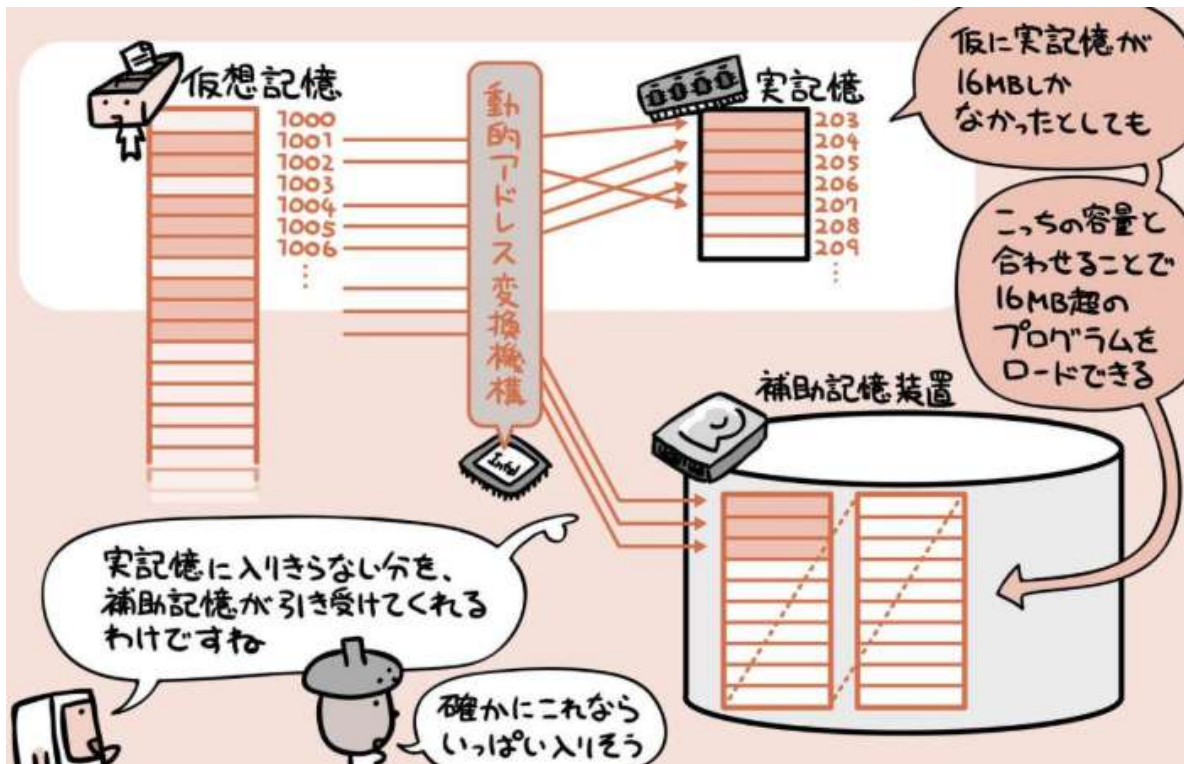 仮想記憶
1000
1001
1002
1003
1004
1005
1006
⋮
動的アドレス変換機構
Intel
実記憶
203
204
205
206
207
208
209
⋮
仮に実記憶が
16MBしか
なかったとしても
こっちの容量と
合わせることで
16MB超の
プログラムを
ロードできる
補助記憶装置
実記憶に入りきらない分を、
補助記憶が引き受けてくれる
わけですね
確かにこれなら
いっぱい入りそう